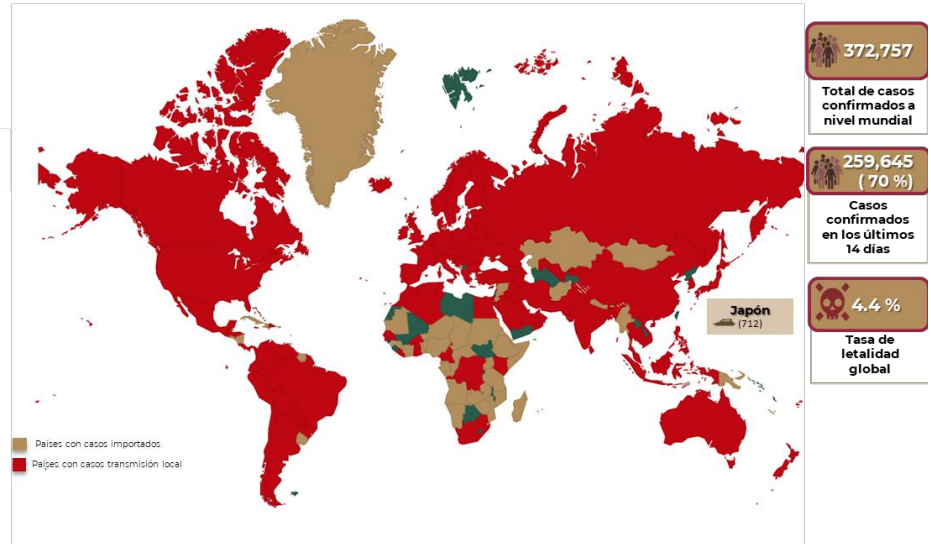 372,757
Total de casos
confirmados a
nivel mundial
259,645
( 70 %)
Casos
confirmados
en los últimos
14 días
4.4 %
Tasa de
letalidad
global
Japón
(712)
Países con casos importados
Países con casos transmisión local